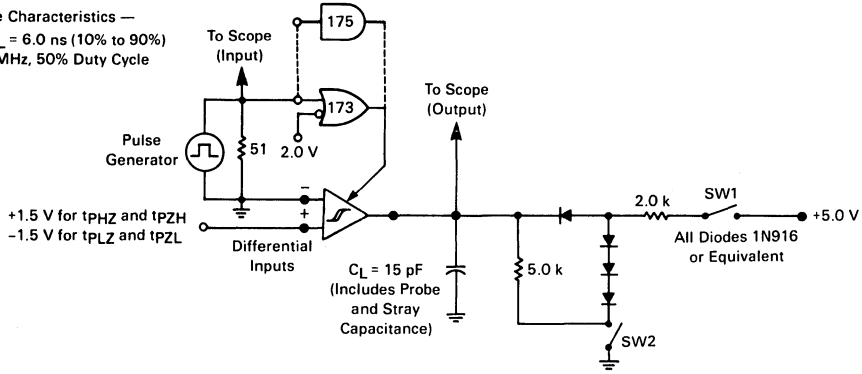 Characteristics —
= 6.0 ns (10% to 90%)
MHz, 50% Duty Cycle
175
To Scope
(Input)
To Scope
(Output)
173
Pulse
Generator
51
2.0 V
−
+
+1.5 V for tPHZ and tPZH
−1.5 V for tPLZ and tPZL
Differential
Inputs
CL = 15 pF
(Includes Probe
and Stray
Capacitance)
5.0 k
2.0 k
SW1
+5.0 V
All Diodes 1N916
or Equivalent
SW2